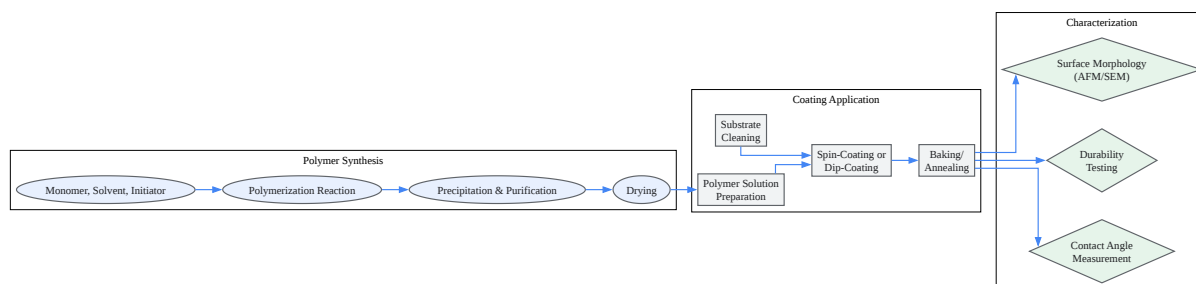 Polymer Synthesis
Monomer, Solvent, Initiator
Polymerization Reaction
Precipitation & Purification
Drying
Coating Application
Substrate
Cleaning
Polymer Solution
Preparation
Spin-Coating or
Dip-Coating
Baking/
Annealing
Characterization
Surface Morphology
(AFM/SEM)
Durability
Testing
Contact Angle
Measurement